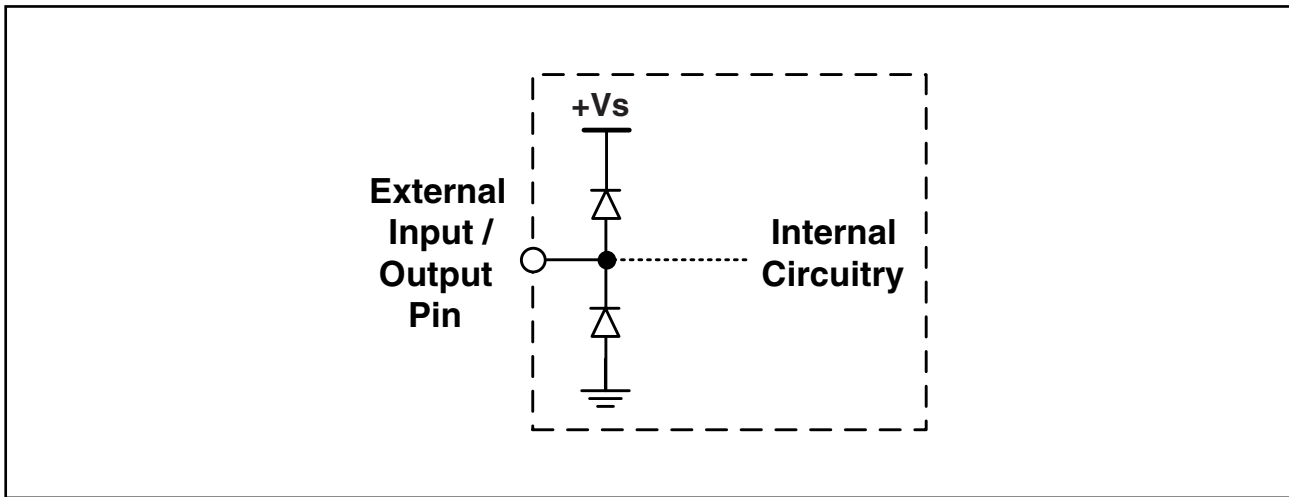 +Vs
External
Input /
Output
Pin
Internal
Circuitry